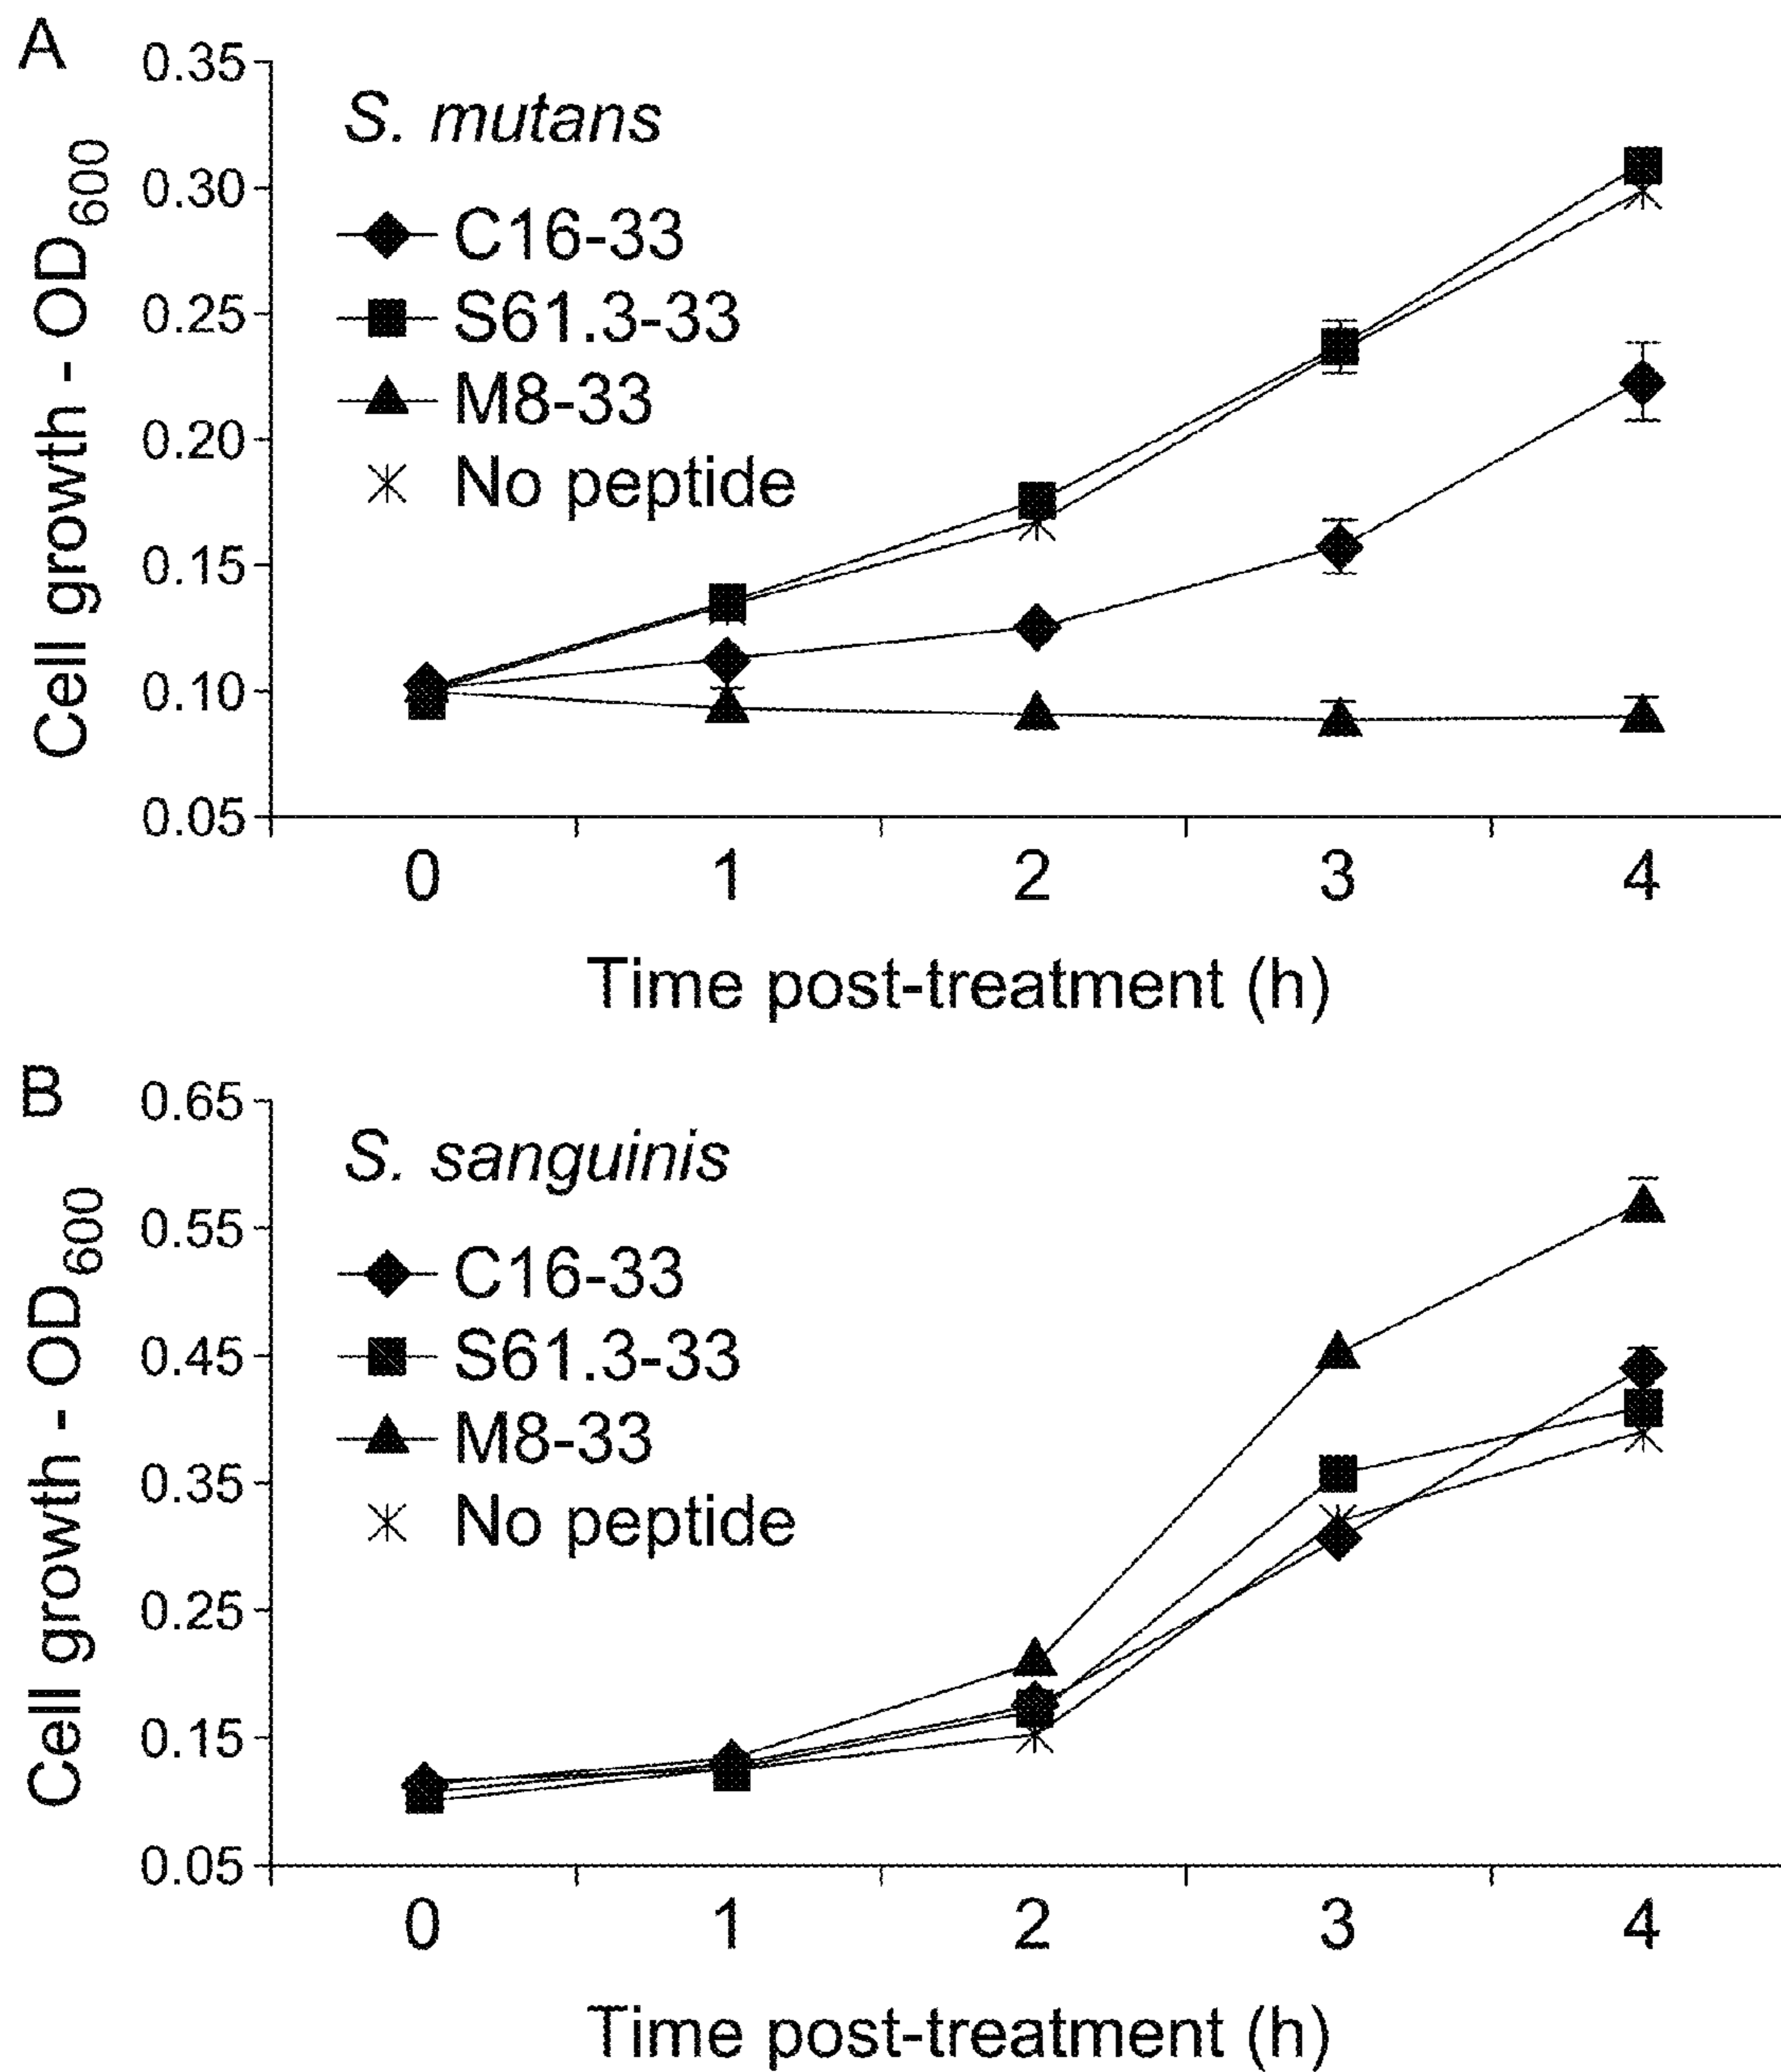 A
0.35
0.30
0.25
0.20
0.15
0.10
0.05
Cell growth - OD600
S. mutans
C16-33
S61.3-33
M8-33
No peptide
0 1 2 3 4
Time post-treatment (h)
B
0.65
0.55
0.45
0.35
0.25
0.15
0.05
Cell growth - OD600
S. sanguinis
C16-33
S61.3-33
M8-33
No peptide
0 1 2 3 4
Time post-treatment (h)